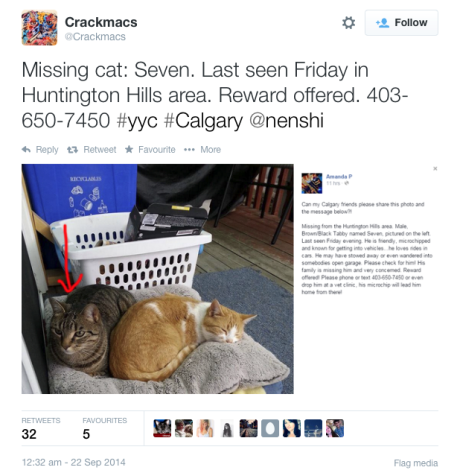 Crackmacs
@Crackmacs
Follow
Missing cat: Seven. Last seen Friday in
Huntington Hills area. Reward offered. 403-
650-7450 #yyc #Calgary @nenshi
Reply Retweet Favourite More
RECYCLABLES
Amanda P
11 hrs
Can my Calgary friends please share this photo and
the message below?!
Missing from the Huntington Hills area. Male,
Brown/Black Tabby named Seven, pictured on the left
Last seen Friday evening. He is friendly, microchipped
and known for getting into vehicles.. he loves rides in
cars. He may have stowed away or even wandered into
somebodies open garage. Please check for him! His
family is missing him and very concerned. Reward
offered! Please phone or text 403-650-7450 or even
drop him at a vet clinic, his microchip will lead him
home from there!
RETWEETS FAVOURITES
32 5
12:32 am - 22 Sep 2014
Flag media